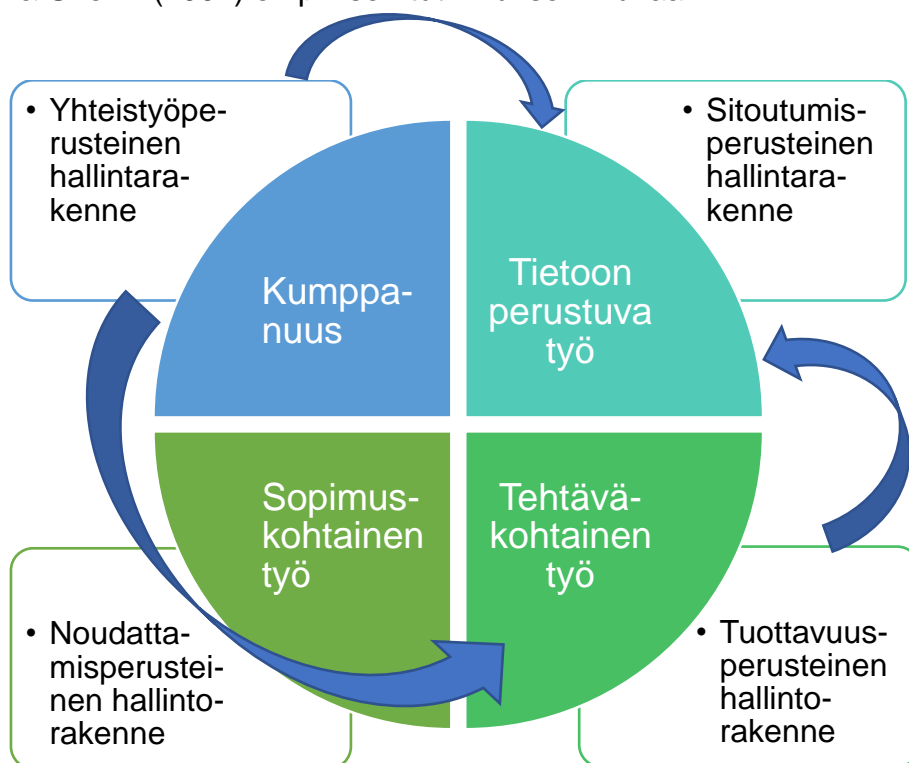 • Yhteistyöpe-
rusteinen
hallintara-
kenne
• Sitoutumis-
perusteinen
hallintara-
kenne
Kumppa-
nuus
Tietoon
perustuva
työ
Sopimus-
kohtainen
työ
Tehtävä-
kohtainen
työ
• Noudatta-
misperustei-
nen hallinto-
rakenne
• Tuottavuus-
perusteinen
hallinto-
rakenne